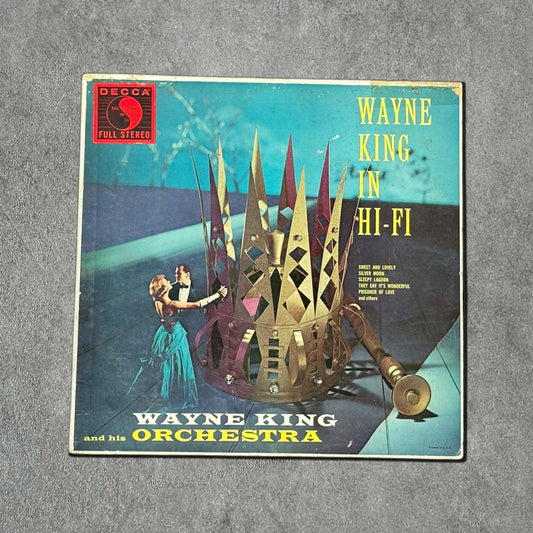 DECCA
FULL STEREO
WAYNE
KING
IN
HI-FI
SWEET AND LOVELY
SILVER MOON
SLEEPY LAGOON
THEY SAY IT'S WONDERFUL
PRISONER OF LOVE
and others
WAYNE KING
and his ORCHESTRA